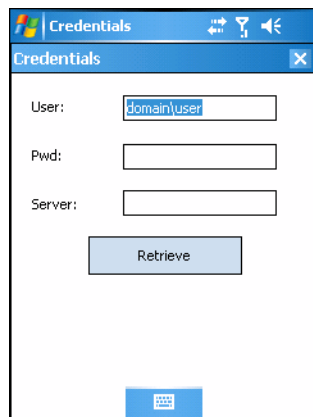 Credentials
Credentials
User: domain\user
Pwd:
Server:
Retrieve